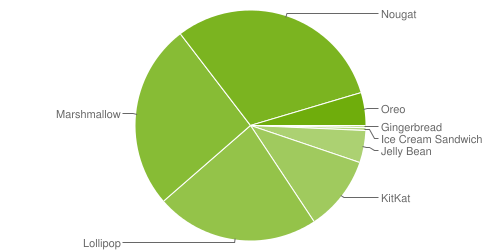 Nougat
Oreo
Gingerbread
Ice Cream Sandwich
Jelly Bean
KitKat
Lollipop
Marshmallow